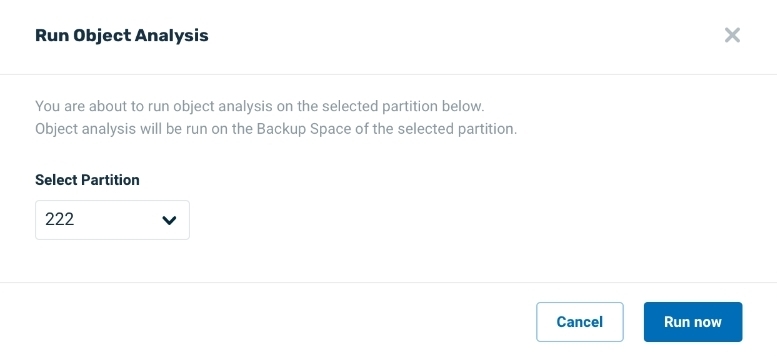 Run Object Analysis
You are about to run object analysis on the selected partition below.
Object analysis will be run on the Backup Space of the selected partition.
Select Partition
222
Cancel
Run now